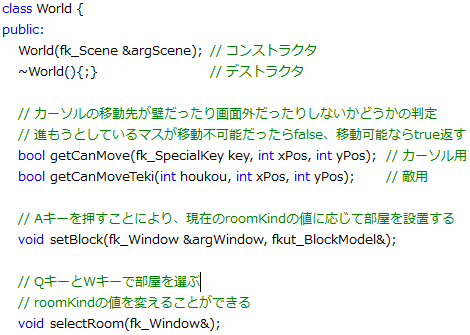 class World {
public:
World(fk_Scene &argScene); // コンストラクタ
~World(){;} // デストラクタ
// カーソルの移動先が壁だったり画面外だったりしないかどうかの判定
// 進もうとしているマスが移動不可能だったらfalse、移動可能ならtrue返す
bool getCanMove(fk_SpecialKey key, int xPos, int yPos); // カーソル用
bool getCanMoveTeki(int houkou, int xPos, int yPos); // 敵用
// Aキーを押すことにより、現在のroomKindの値に応じて部屋を設置する
void setBlock(fk_Window &argWindow, fkut_BlockModel&);
// QキーとWキーで部屋を選ぶ
// roomKindの値を変えることができる
void selectRoom(fk_Window&);